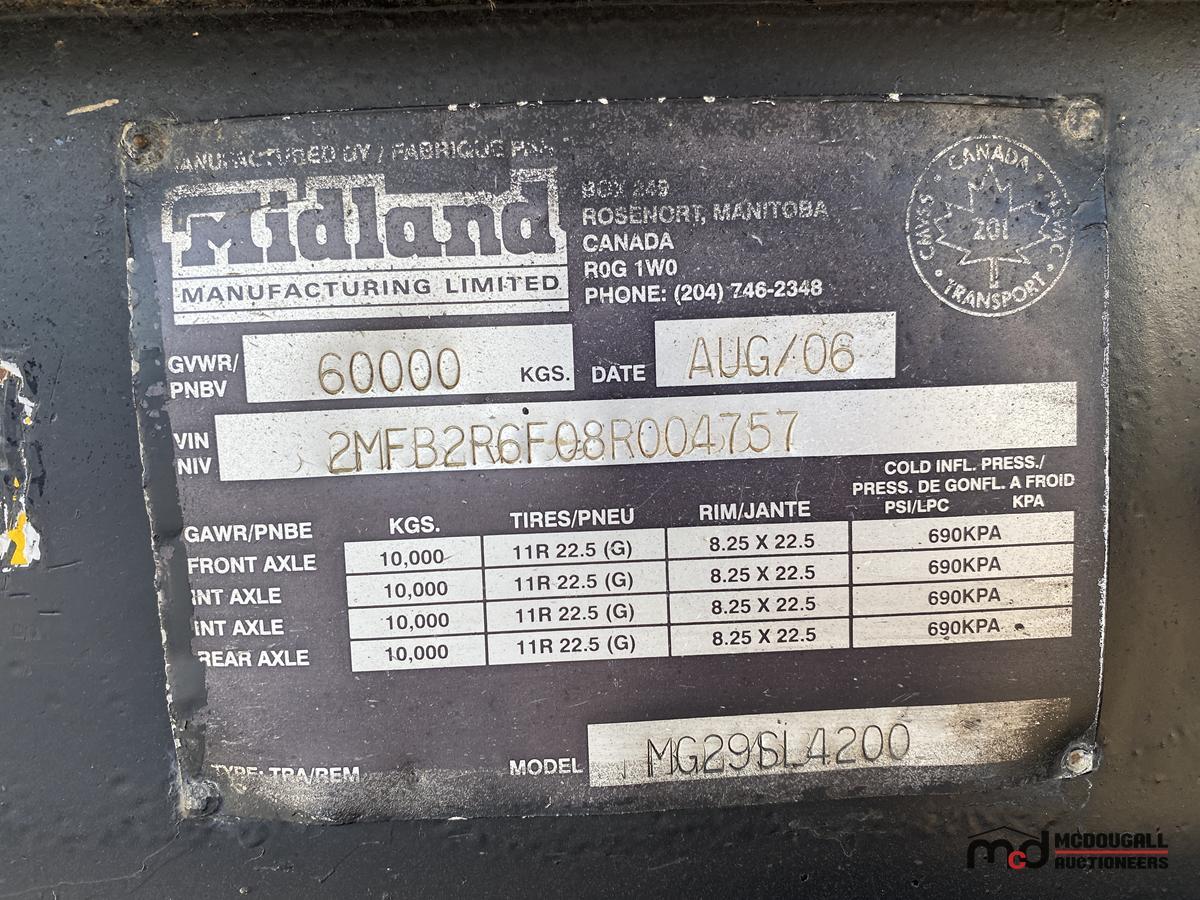 MANUFACTURED BY / FABRIQUE PAR
Midland
MANUFACTURING LIMITED
BOX 249
ROSENORT, MANITOBA
CANADA
R0G 1W0
PHONE: (204) 746-2348
CANADA
CMVSS 201 NSVAC
TRANSPORT
GVWR/ PNBV 60000 KGS. DATE AUG/06
VIN NIV 2MFB2R6F08R004757
COLD INFL. PRESS./
PRESS. DE GONFL. A FROID
GAWR/PNBE KGS. TIRES/PNEU RIM/JANTE PSI/LPC KPA
FRONT AXLE 10,000 11R 22.5 (G) 8.25 X 22.5 690KPA
INT AXLE 10,000 11R 22.5 (G) 8.25 X 22.5 690KPA
INT AXLE 10,000 11R 22.5 (G) 8.25 X 22.5 690KPA
REAR AXLE 10,000 11R 22.5 (G) 8.25 X 22.5 690KPA
TYPE: TRA/REM MODEL MG29SL4200
mcd MCDOUGALL
AUCTIONEERS